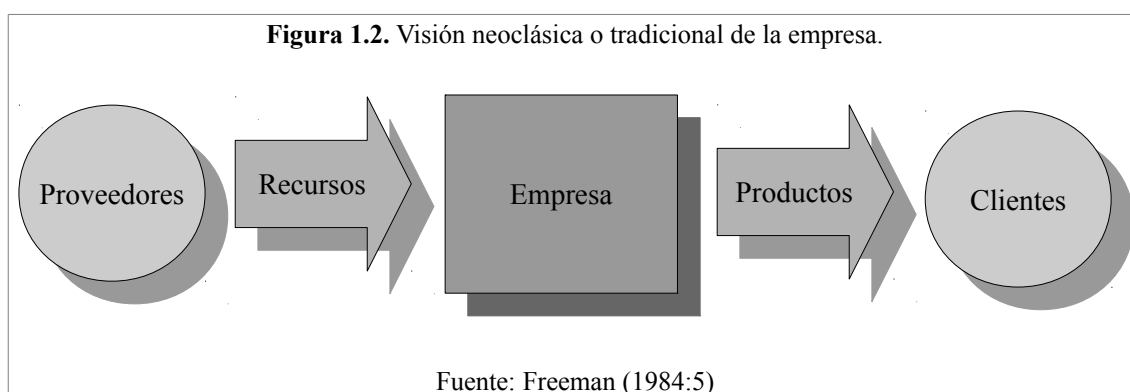 Figura 1.2. Visión neoclásica o tradicional de la empresa.
Proveedores
Recursos
Empresa
Productos
Clientes
Fuente: Freeman (1984:5)